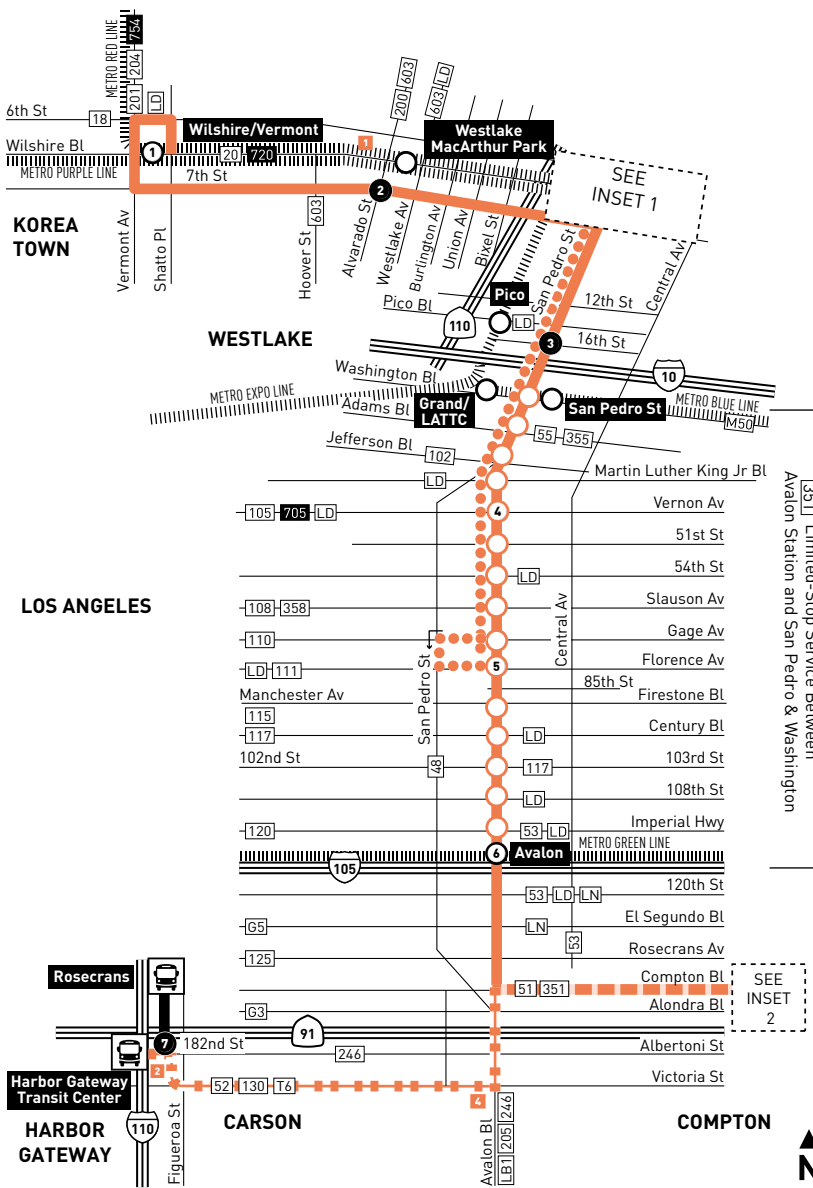 METRO RED LINE
754
204
201
LD
200
603
603
LD
6th St
18
Wilshire/Vermont
1
Westlake
MacArthur Park
Wilshire Bl
1
20
720
METRO PURPLE LINE
7th St
2
SEE
INSET 1
KOREA
TOWN
Vermont Av
Shatto Pl
Hoover St
603
Alvarado St
Westlake Av
Burlington Av
Union Av
Bixel St
San Pedro St
Central Av
Pico
12th St
Pico Bl
110
LD
16th St
WESTLAKE
3
Washington Bl
10
METRO EXPO LINE
Grand/
LATTC
San Pedro St
METRO BLUE LINE
M50
Adams Bl
55
355
Jefferson Bl
102
Martin Luther King Jr Bl
LD
105
705
LD
4
Vernon Av
51st St
54th St
LD
LOS ANGELES
108
358
Slauson Av
110
Gage Av
Central Av
San Pedro St
LD
111
5
Florence Av
85th St
Manchester Av
Firestone Bl
115
117
LD
Century Bl
102nd St
48
117
103rd St
LD
108th St
120
53
LD
Imperial Hwy
6
Avalon
METRO GREEN LINE
105
53
LD
LN
120th St
G5
LN
El Segundo Bl
125
53
Rosecrans Av
Rosecrans
51
351
Compton Bl
SEE
INSET
2
G3
Alondra Bl
91
7
182nd St
246
Albertoni St
2
Harbor Gateway
Transit Center
52
130
T6
Victoria St
4
HARBOR
GATEWAY
110
Figueroa St
CARSON
Avalon Bl
LB1
205
246
COMPTON
N
351
Limited-Stop Service Between
Avalon Station and San Pedro & Washington